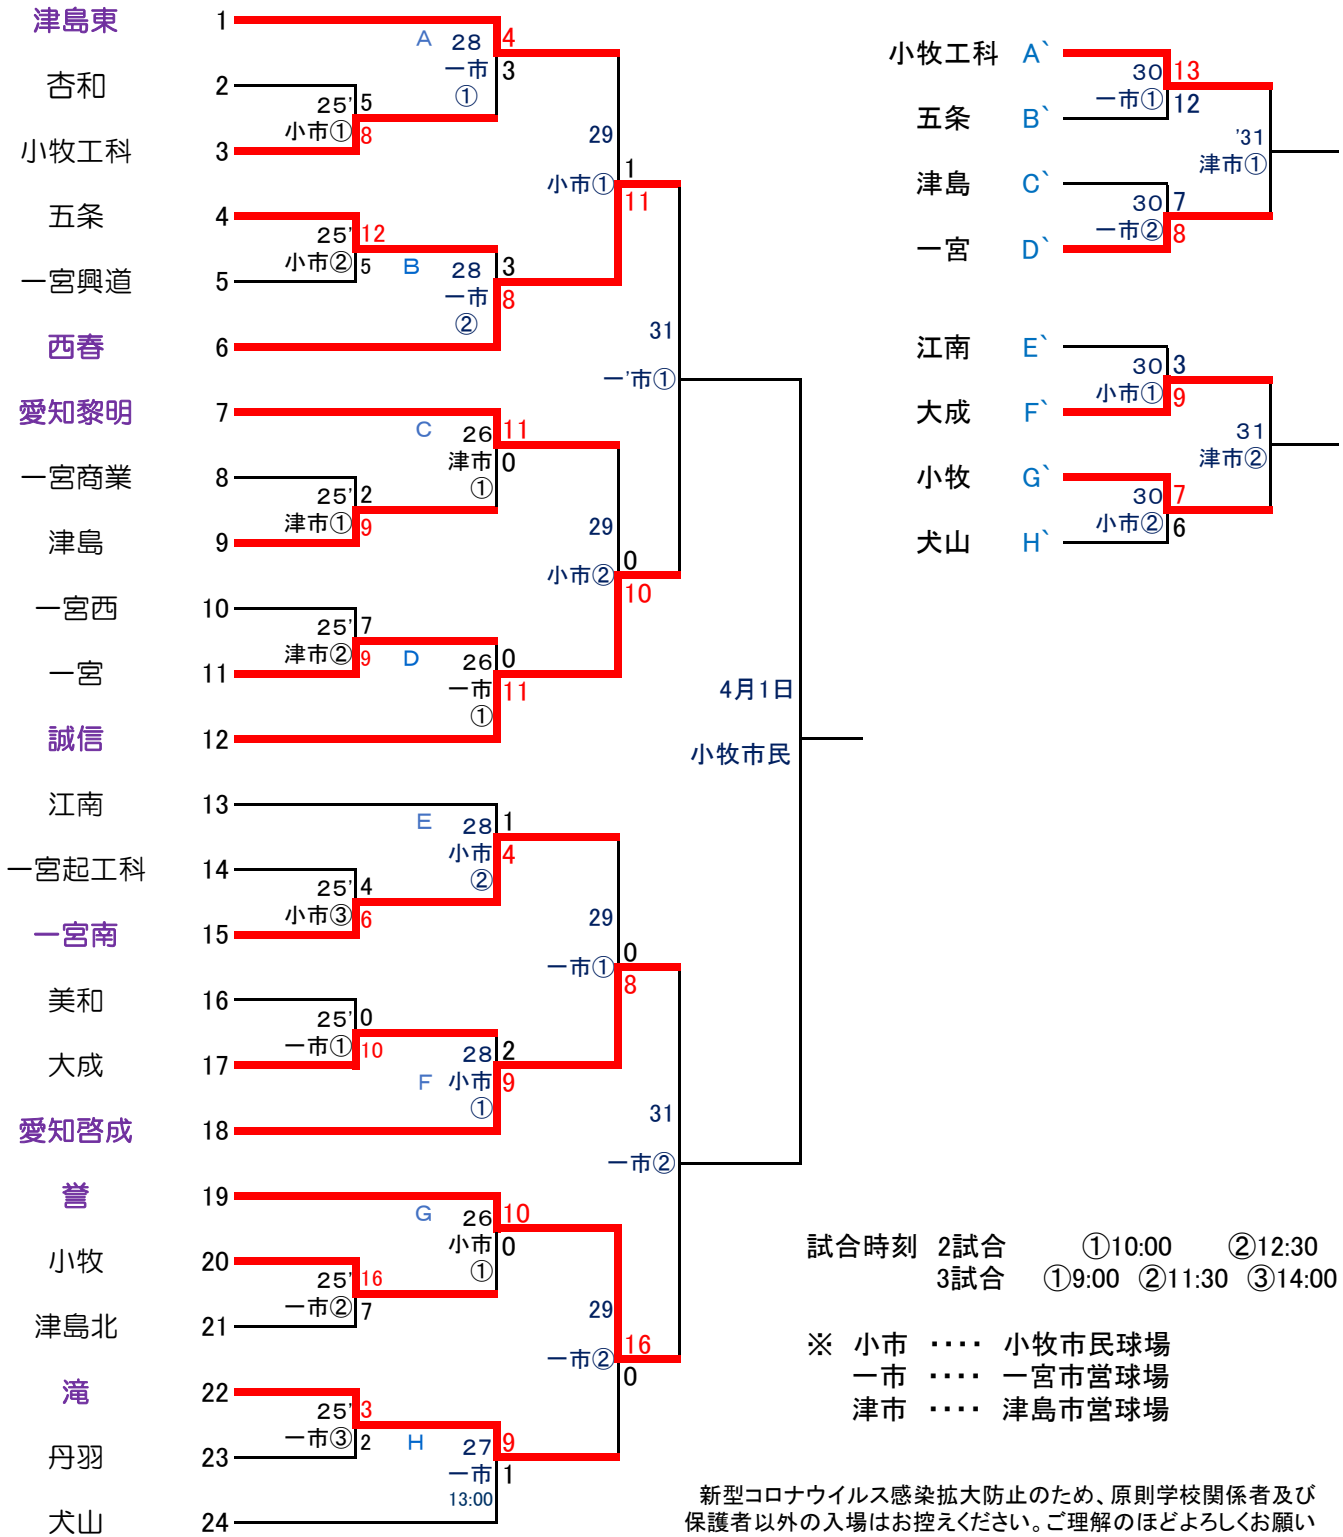 津島東 1
A 28 4
一市 3
①
杏和 2
25' 5
小市① 8
小牧工科 3
29
小市① 1
11
五条 4
25' 12
小市② 5
B 28 3
一市 8
②
一宮興道 5
西春 6
31
一'市①
愛知黎明 7
C 26 11
津市 0
①
一宮商業 8
25' 2
津市① 9
津島 9
29
小市② 0
10
一宮西 10
25' 7
津市② 9
D 26 0
一市 11
①
一宮 11
誠信 12
4月1日
小牧市民
江南 13
E 28 1
小市 4
②
一宮起工科 14
25' 4
小市③ 6
一宮南 15
29
一市① 0
8
美和 16
25' 0
一市① 10
大成 17
28 2
F 小市 9
①
愛知啓成 18
31
一市②
誉 19
G 26 10
小市 0
①
小牧 20
25' 16
一市② 7
津島北 21
29
一市② 16
0
滝 22
25' 3
一市③ 2
丹羽 23
H 27 9
一市 1
13:00
犬山 24
小牧工科 A`
30 13
一市① 12
五条 B`
'31
津市①
津島 C`
30 7
一市② 8
一宮 D`
江南 E`
30 3
小市① 9
大成 F`
31
津市②
小牧 G`
30 7
小市② 6
犬山 H`
試合時刻 2試合 ①10:00 ②12:30
3試合 ①9:00 ②11:30 ③14:00
※ 小市 ‥‥ 小牧市民球場
一市 ‥‥ 一宮市営球場
津市 ‥‥ 津島市営球場
新型コロナウイルス感染拡大防止のため、原則学校関係者及び
保護者以外の入場はお控えください。ご理解のほどよろしくお願い